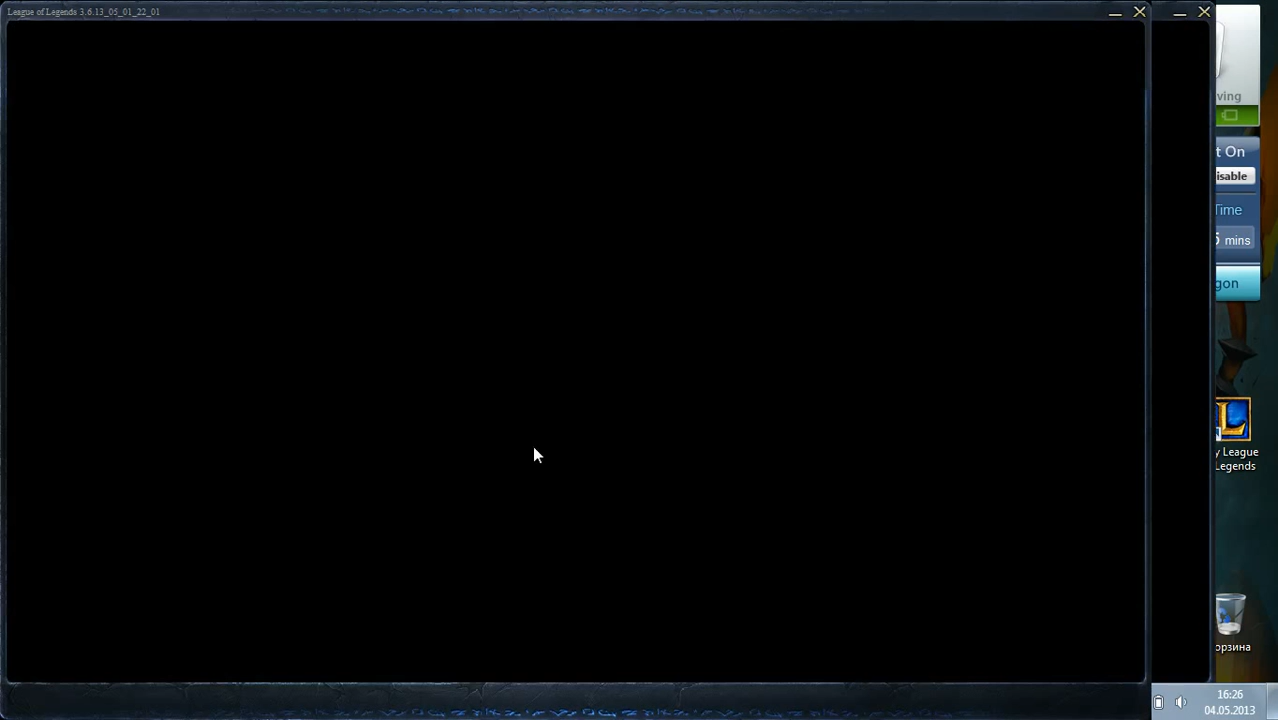 League of Legends 3.6.13_05_01_22_01
ving
t On
isable
Time
5 mins
gon
y League
Legends
орзина
16:26
04.05.2013